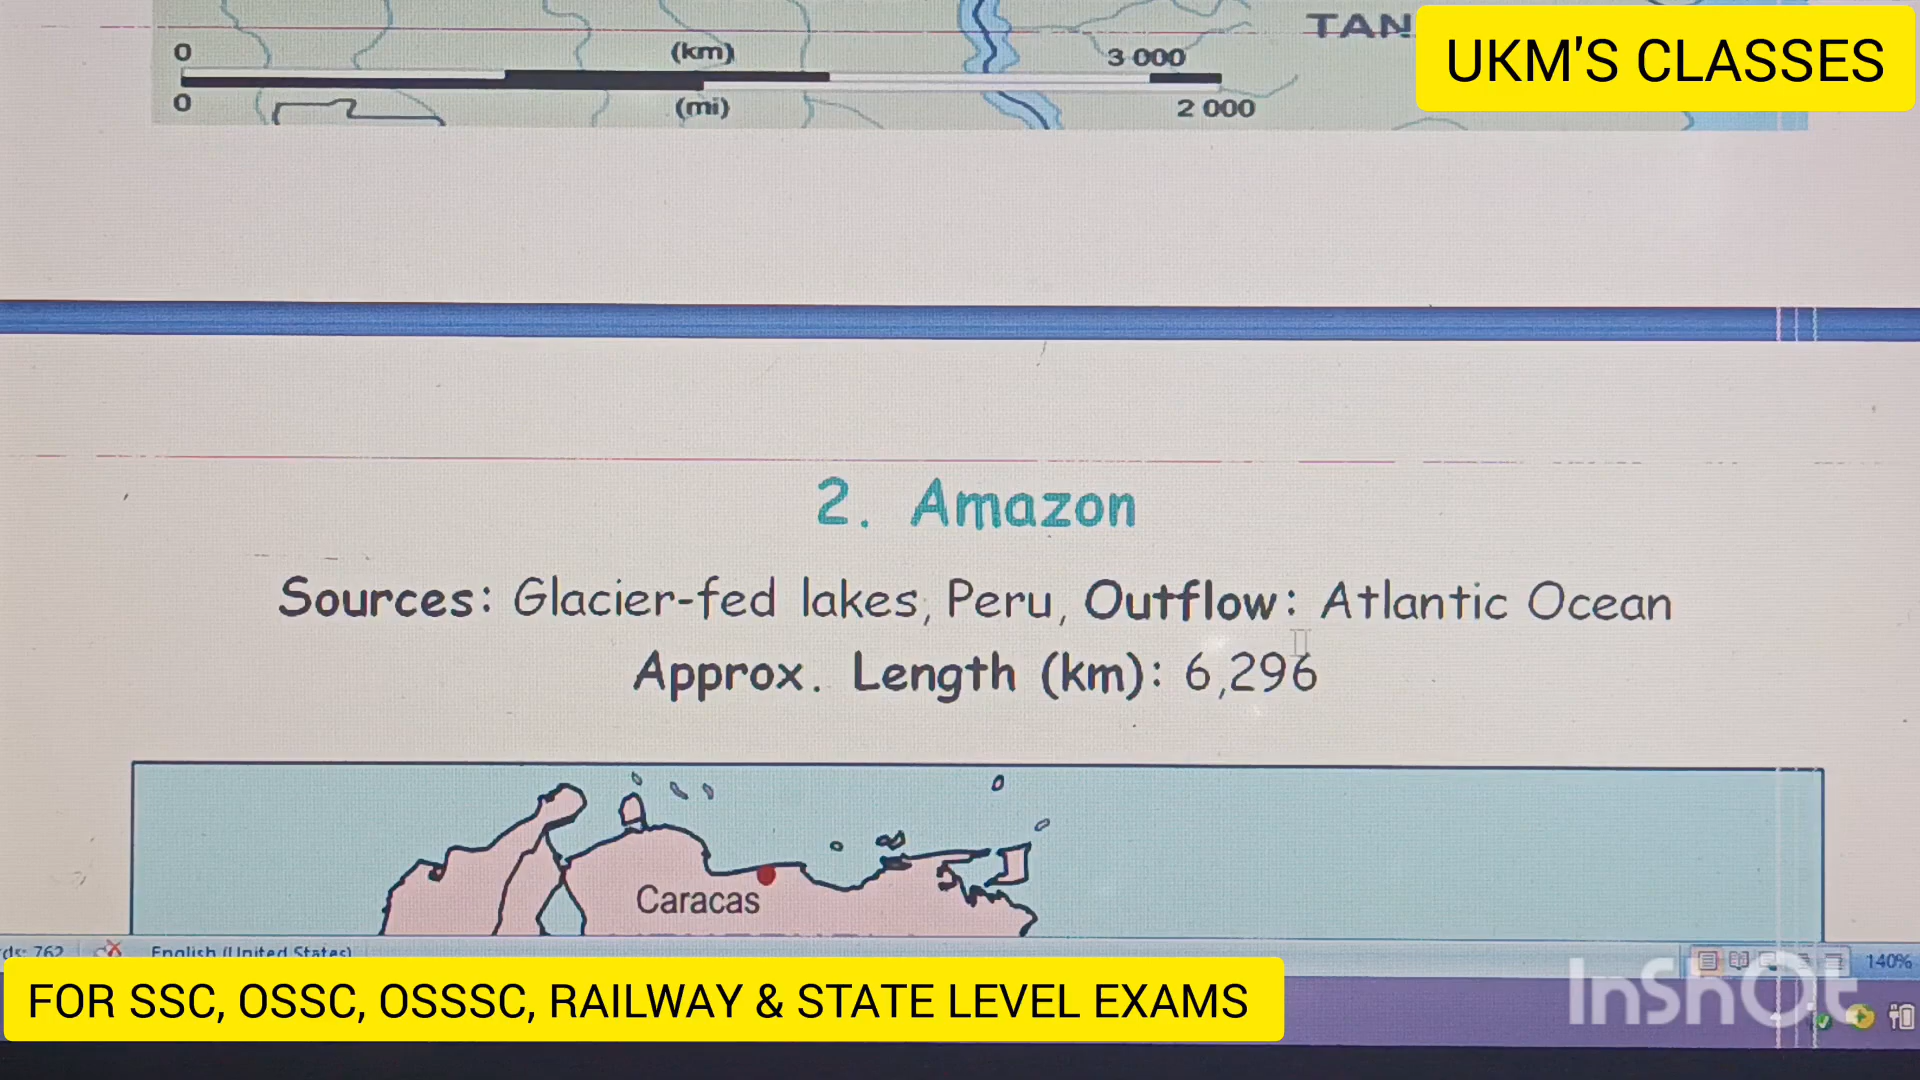 TAN
UKM'S CLASSES
0 (km) 3 000
0 (mi) 2 000
2. Amazon
Sources: Glacier-fed lakes, Peru, Outflow: Atlantic Ocean
Approx. Length (km): 6,296
Caracas
ds: 762 English (United States) 140%
FOR SSC, OSSC, OSSSC, RAILWAY & STATE LEVEL EXAMS
InShOt